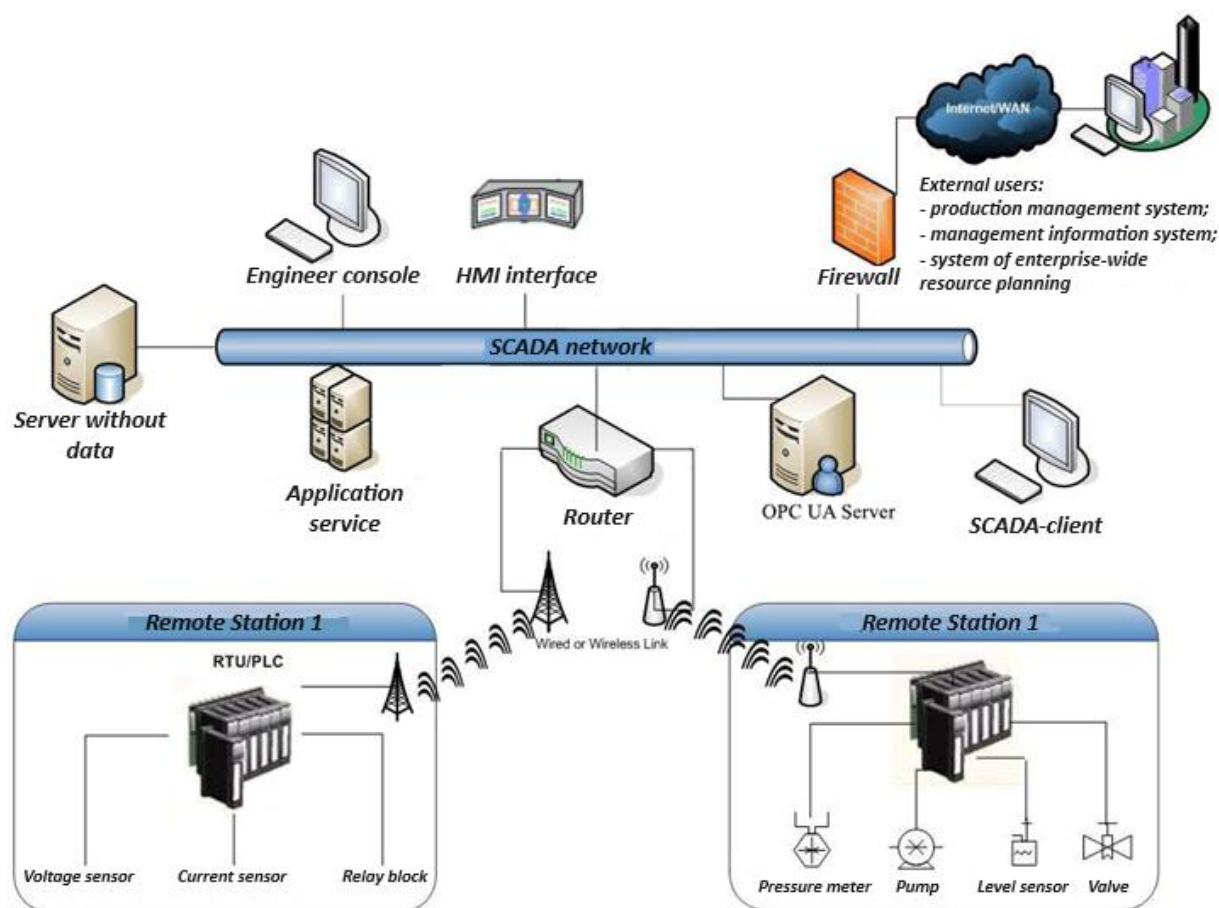 Internet/WAN
External users:
- production management system;
- management information system;
- system of enterprise-wide
resource planning
Engineer console
HMI interface
Firewall
SCADA network
Server without
data
Application
service
Router
OPC UA Server
SCADA-client
Remote Station 1
Wired or Wireless Link
Remote Station 1
RTU/PLC
Voltage sensor
Current sensor
Relay block
Pressure meter
Pump
Level sensor
Valve